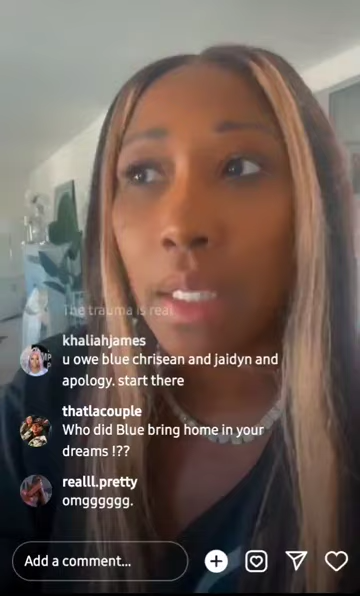 The trauma is real
khaliahjames
u owe blue chrisean and jaidyn and
apology. start there
thatlacouple
Who did Blue bring home in your
dreams !??
realll.pretty
omgggggg.
Add a comment...